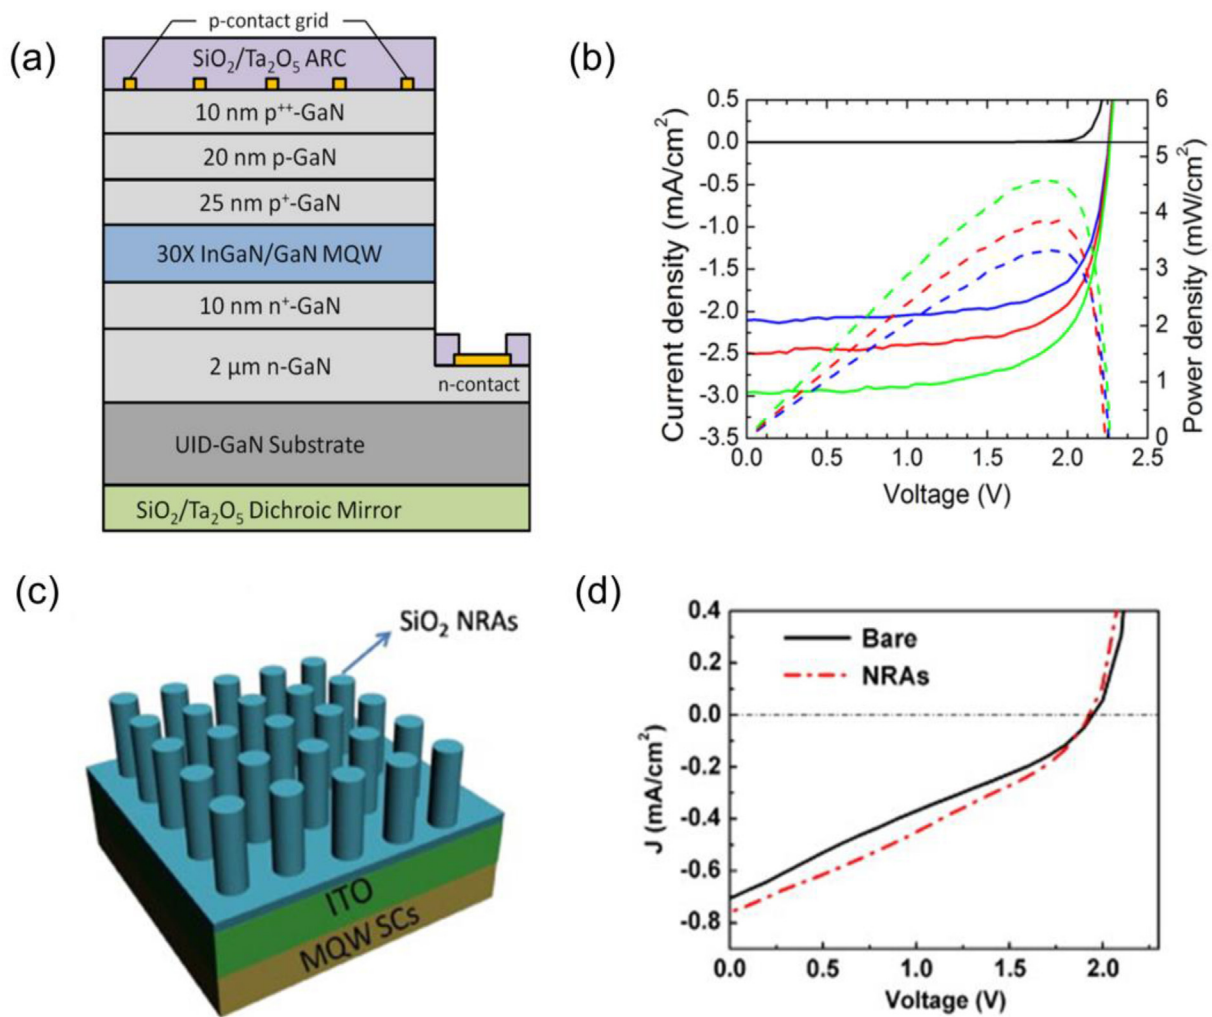 (a)
p-contact grid
SiO₂/Ta₂O₅ ARC
10 nm p⁺⁺-GaN
20 nm p-GaN
25 nm p⁺-GaN
30X InGaN/GaN MQW
10 nm n⁺-GaN
2 μm n-GaN
n-contact
UID-GaN Substrate
SiO₂/Ta₂O₅ Dichroic Mirror
(b)
Current density (mA/cm²)
0.5
0.0
-0.5
-1.0
-1.5
-2.0
-2.5
-3.0
-3.5
0.0 0.5 1.0 1.5 2.0 2.5
Voltage (V)
6
5
4
3
2
1
0
Power density (mW/cm²)
(c)
SiO₂ NRAs
ITO
MQW SCs
(d)
J (mA/cm²)
0.4
0.2
0.0
-0.2
-0.4
-0.6
-0.8
Bare
NRAs
0.0 0.5 1.0 1.5 2.0
Voltage (V)